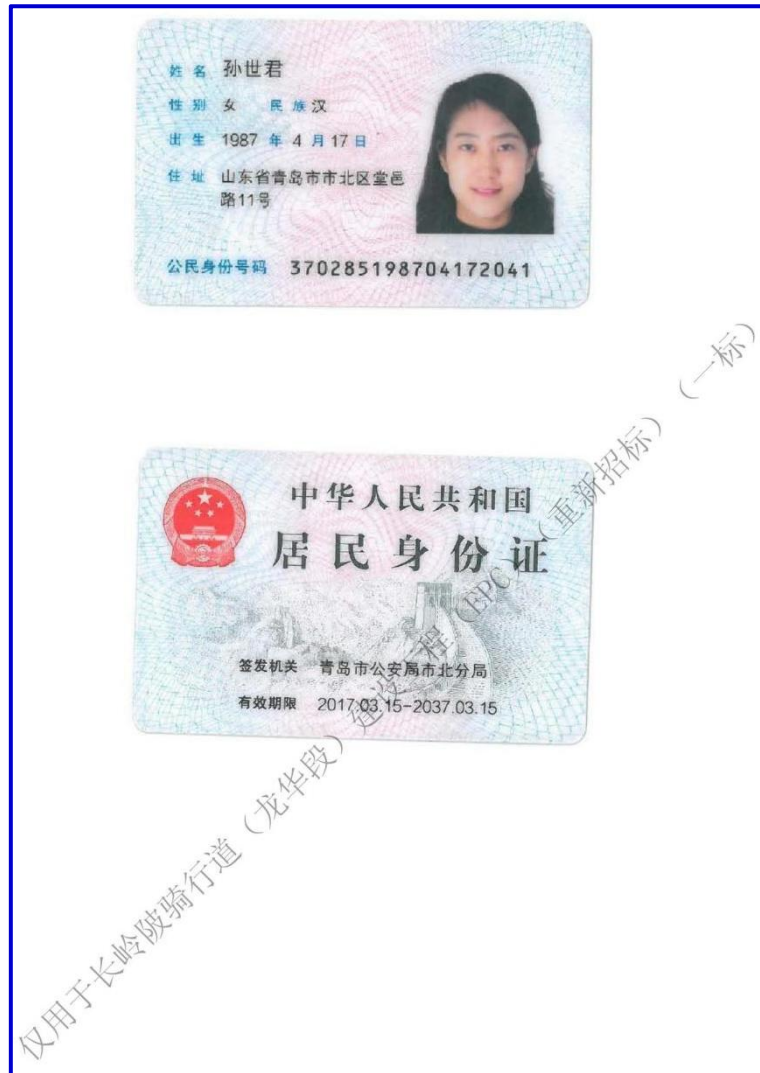 姓名 孙世君
性别 女 民族 汉
出生 1987 年 4 月 17 日
住址 山东省青岛市市北区堂邑
路11号
公民身份号码 370285198704172041
中华人民共和国
居民身份证
签发机关 青岛市公安局市北分局
有效期限 2017.03.15-2037.03.15
仅用于长岭陂骑行道（龙华段）建设工程（EPC）（重新招标）（一标）